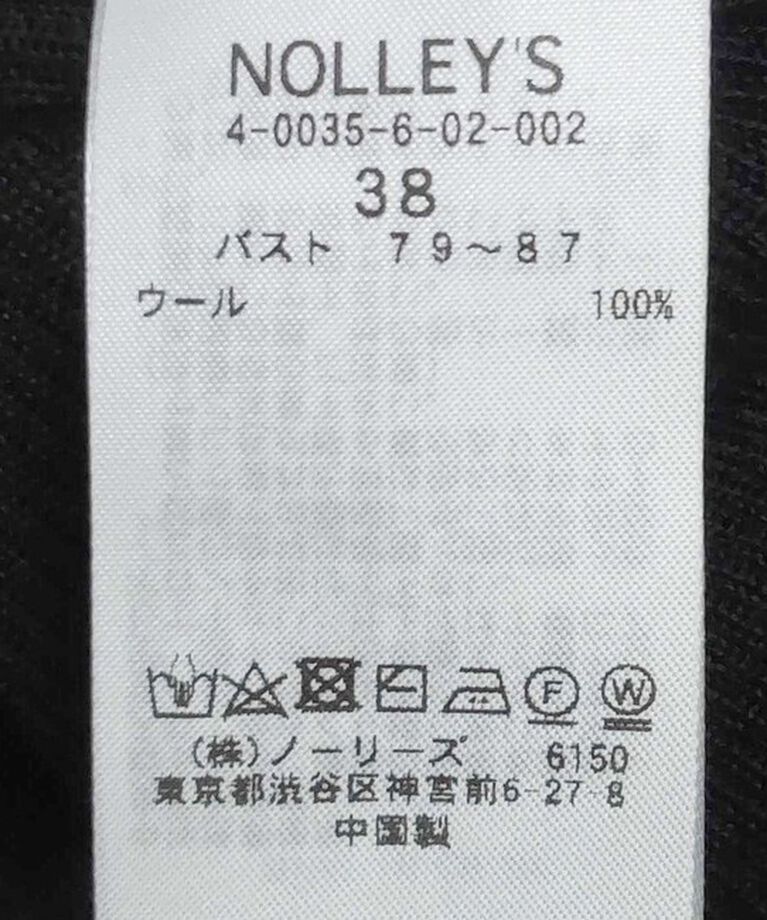 NOLLEY'S
4-0035-6-02-002
38
バスト 79～87
ウール 100%
F W
(株)ノーリーズ 6150
東京都渋谷区神宮前6-27-8
中国製